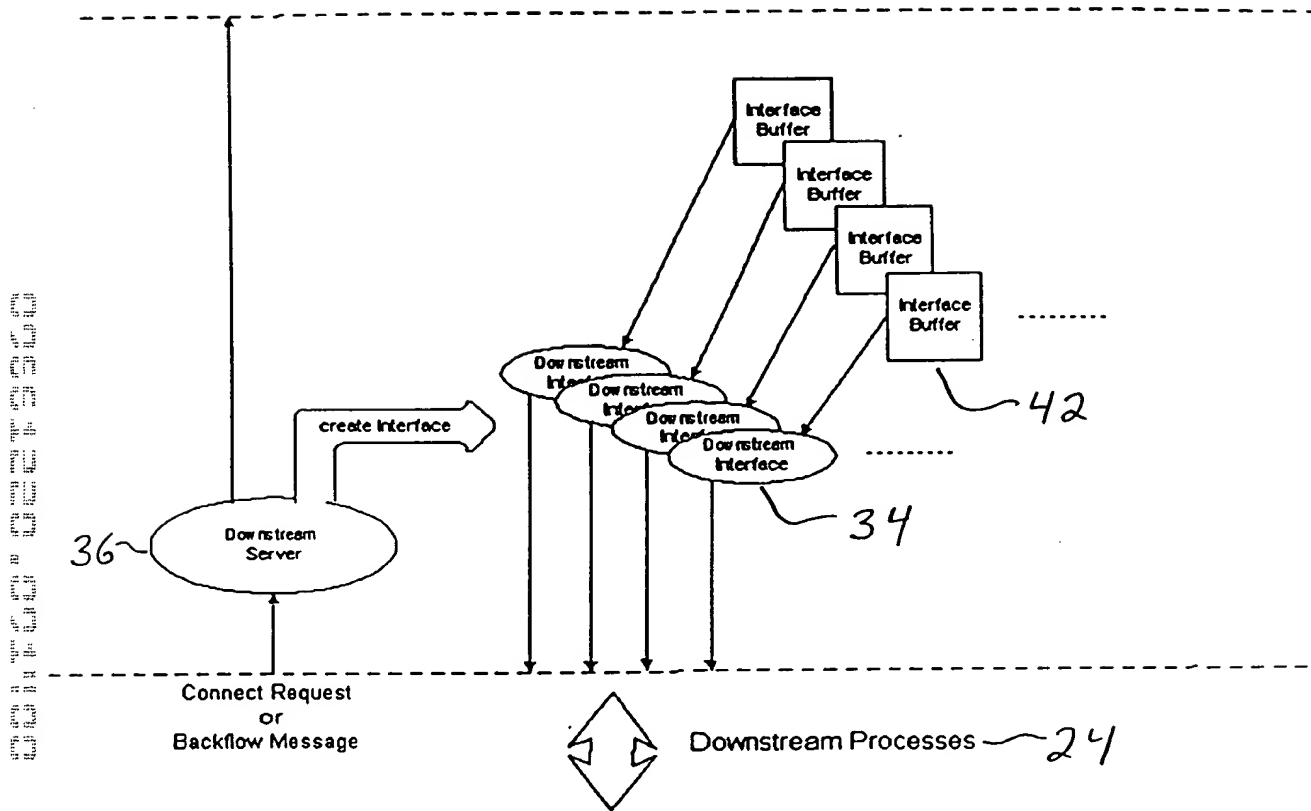 Interface
Buffer
Interface
Buffer
Interface
Buffer
Interface
Buffer
42
Downstream
Downstream
Downstream
Downstream
Interface
34
create Interface
36
Downstream
Server
Connect Request
or
Backflow Message
Downstream Processes
24